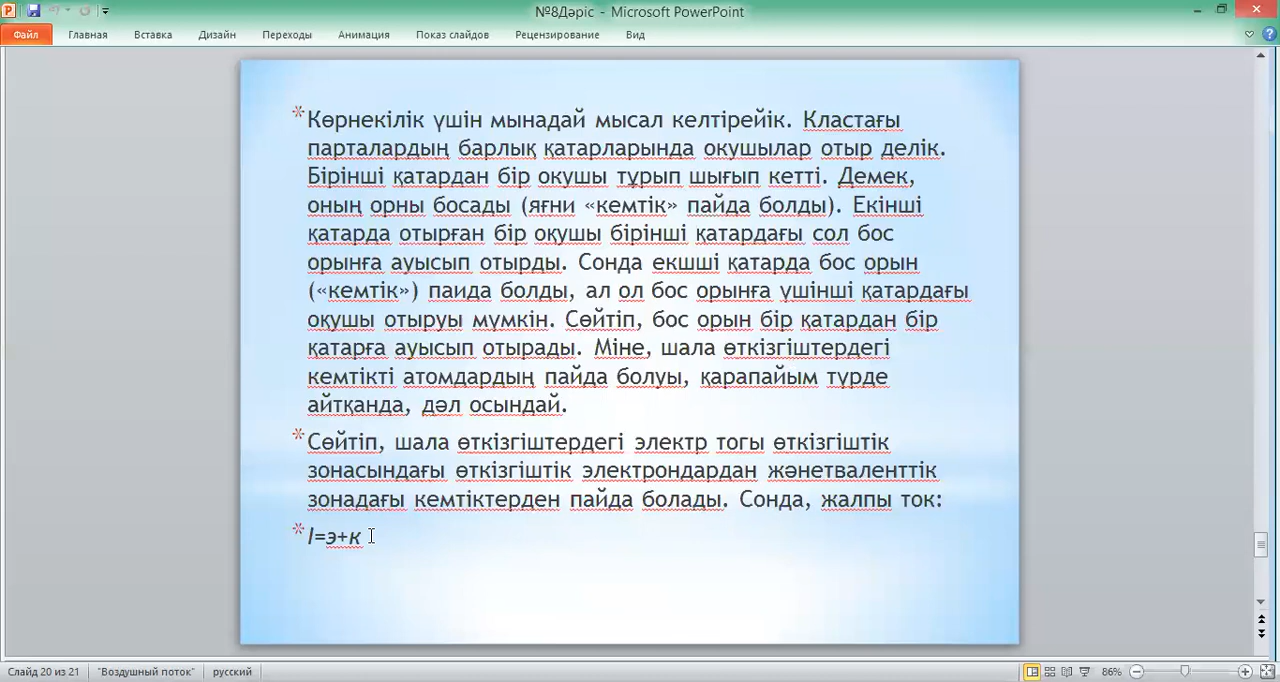 №8Дәріс - Microsoft PowerPoint
Файл Главная Вставка Дизайн Переходы Анимация Показ слайдов Рецензирование Вид
* Көрнекілік үшін мынадай мысал келтірейік. Кластағы
парталардың барлық қатарларында окушылар отыр делік.
Бірінші қатардан бір окушы тұрып шығып кетті. Демек,
оның орны босады (яғни «кемтік» пайда болды). Екінші
қатарда отырған бір оқушы бірінші қатардағы сол бос
орынға ауысып отырды. Сонда екшші қатарда бос орын
(«кемтік») паида болды, ал ол бос орынға үшінші қатардағы
оқушы отыруы мүмкін. Сөйтіп, бос орын бір қатардан бір
қатарға ауысып отырады. Міне, шала өткізгіштердегі
кемтікті атомдардың пайда болуы, қарапайым түрде
айтқанда, дәл осындай.
* Сөйтіп, шала өткізгіштердегі электр тогы өткізгіштік
зонасындағы өткізгіштік электрондардан жәнетваленттік
зонадағы кемтіктерден пайда болады. Сонда, жалпы ток:
* I=э+к
Слайд 20 из 21 "Воздушный поток" русский 86%